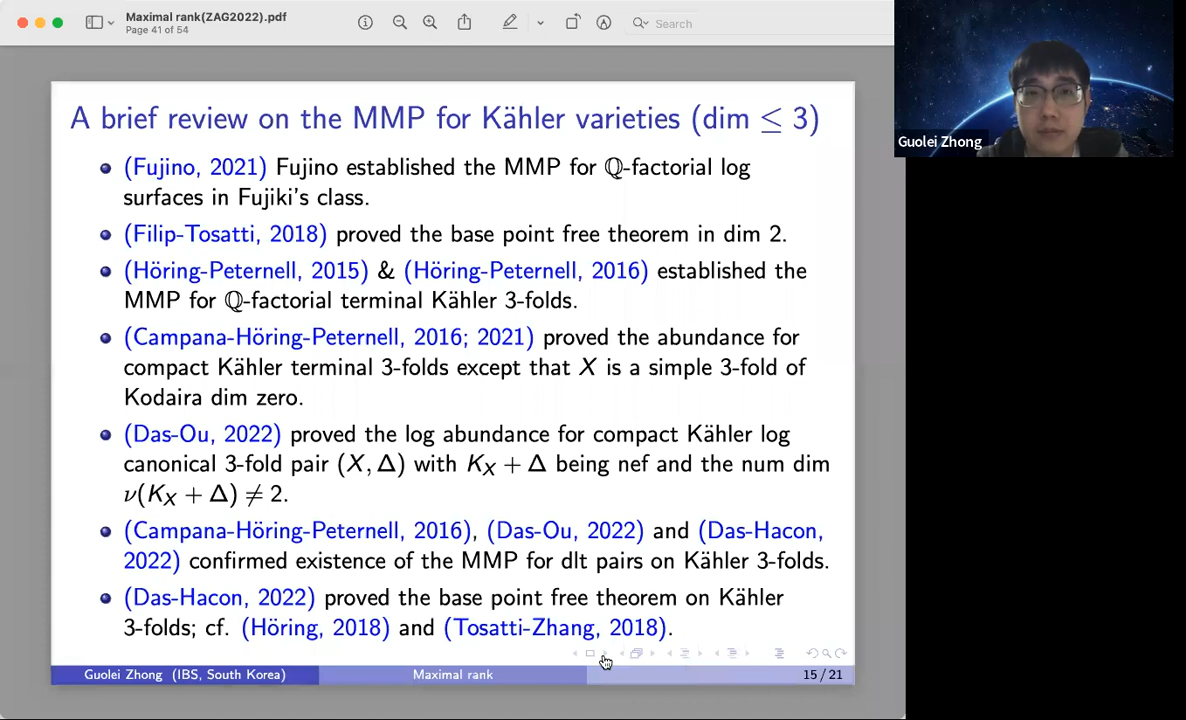 Maximal rank(ZAG2022).pdf
Page 41 of 54
Search
Guolei Zhong
A brief review on the MMP for Kähler varieties (dim ≤ 3)
(Fujino, 2021) Fujino established the MMP for ℚ-factorial log
surfaces in Fujiki's class.
(Filip-Tosatti, 2018) proved the base point free theorem in dim 2.
(Höring-Peternell, 2015) & (Höring-Peternell, 2016) established the
MMP for ℚ-factorial terminal Kähler 3-folds.
(Campana-Höring-Peternell, 2016; 2021) proved the abundance for
compact Kähler terminal 3-folds except that X is a simple 3-fold of
Kodaira dim zero.
(Das-Ou, 2022) proved the log abundance for compact Kähler log
canonical 3-fold pair (X, Δ) with K_X + Δ being nef and the num dim
ν(K_X + Δ) ≠ 2.
(Campana-Höring-Peternell, 2016), (Das-Ou, 2022) and (Das-Hacon,
2022) confirmed existence of the MMP for dlt pairs on Kähler 3-folds.
(Das-Hacon, 2022) proved the base point free theorem on Kähler
3-folds; cf. (Höring, 2018) and (Tosatti-Zhang, 2018).
Guolei Zhong (IBS, South Korea)
Maximal rank
15 / 21